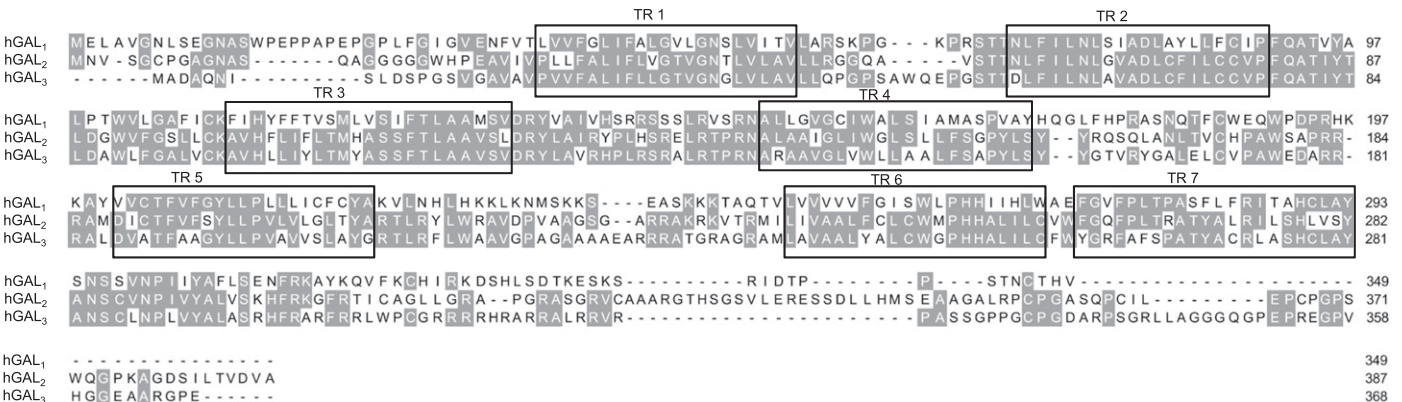 TR 1 TR 2
hGAL1 MELAVGNLSEGNASWPEPPAPEPGPLFGIGVENFVTLVVFGLIFALGVLGNSLVITVLARSKPG---KPRSTTNLFILNLSIADLAYLLFCIPFQATVYA 97
hGAL2 MNV-SGCPGAGNAS--------QAGGGGGWHPEAVIVPLLFALIFLVGTVGNTLVLAVLLRGGQA----VSTTNLFILNLGVADLCFILCCVPFQATIYT 87
hGAL3 ------MADAQNI----------SLDSPGSVGAVAVPVVFALIFLLGTVGNGLVLAVLLQPGPSAWQEPGSTTDLFILNLAVADLCFILCCVPFQATIYT 84
TR 3 TR 4
hGAL1 LPTWVLGAFICKFIHYFFTVSMLVSIFTLAAMSVDRYVAIVHSRRSSSLRVSRNALLGVGCIWALSIAMASPVAYHQGLFHPRASNQTFCWEQWPDPRHK 197
hGAL2 LDGWVFGSLLCKAVHFLIFLTMHASSFTLAAVSLDRYLAIRYPLHSRELRTPRNALAAIGLIWGLSLLFSGPYLSY--YRQSQLANLTVCHPAWSAPRR- 184
hGAL3 LDAWLFGALVCKAVHLLIYLTMYASSFTLAAVSVDRYLAVRHPLRSRALRTPRNARAAVGLVWLLAALFSAPYLSY--YGTVRYGALELCVPAWEDARR- 181
TR 5 TR 6 TR 7
hGAL1 KAYVVCTFVFGYLLPLLLICFCYAKVLNHLHKKLKNMSKKS----EASKKKTAQTVLVVVVVFGISWLPHHIIHLWAEFGVFPLTPASFLFRITAHCLAY 293
hGAL2 RAMDICTFVFSYLLPVLVLGLTYARTLRYLWRAVDPVAAGSG--ARRAKRKVTRMILIVAALFCLCWMPHHALILCVWFGQFPLTRATYALRILSHLVSY 282
hGAL3 RALDVATFAAGYLLPVAVVSLAYGRTLRFLWAAVGPAGAAAAEARRRATGRAGRAMLAVAALYALCWGPHHALILCFWYGRFAFSPATYACRLASHCLAY 281
hGAL1 SNSSVNPIIYAFLSENFRKAYKQVFKCHIRKDSHLSDTKESKS----------RIDTP--------P----STNCTHV---------------------- 349
hGAL2 ANSCVNPIVYALVSKHFRKGFRTICAGLLGRA--PGRASGRVCAAARGTHSGSVLERESSDLLHMSEAAGALRPCPGASQPCIL---------EPCPGPS 371
hGAL3 ANSCLNPLVYALASRHFRARFRRLWPCGRRRRHRARRALRRVR-----------------------PASSGPPGCPGDARPSGRLLAGGGQGPEPREGPV 358
hGAL1 ---------------- 349
hGAL2 WQGPKAGDSILTVDVA 387
hGAL3 HGGEAARGPE------ 368